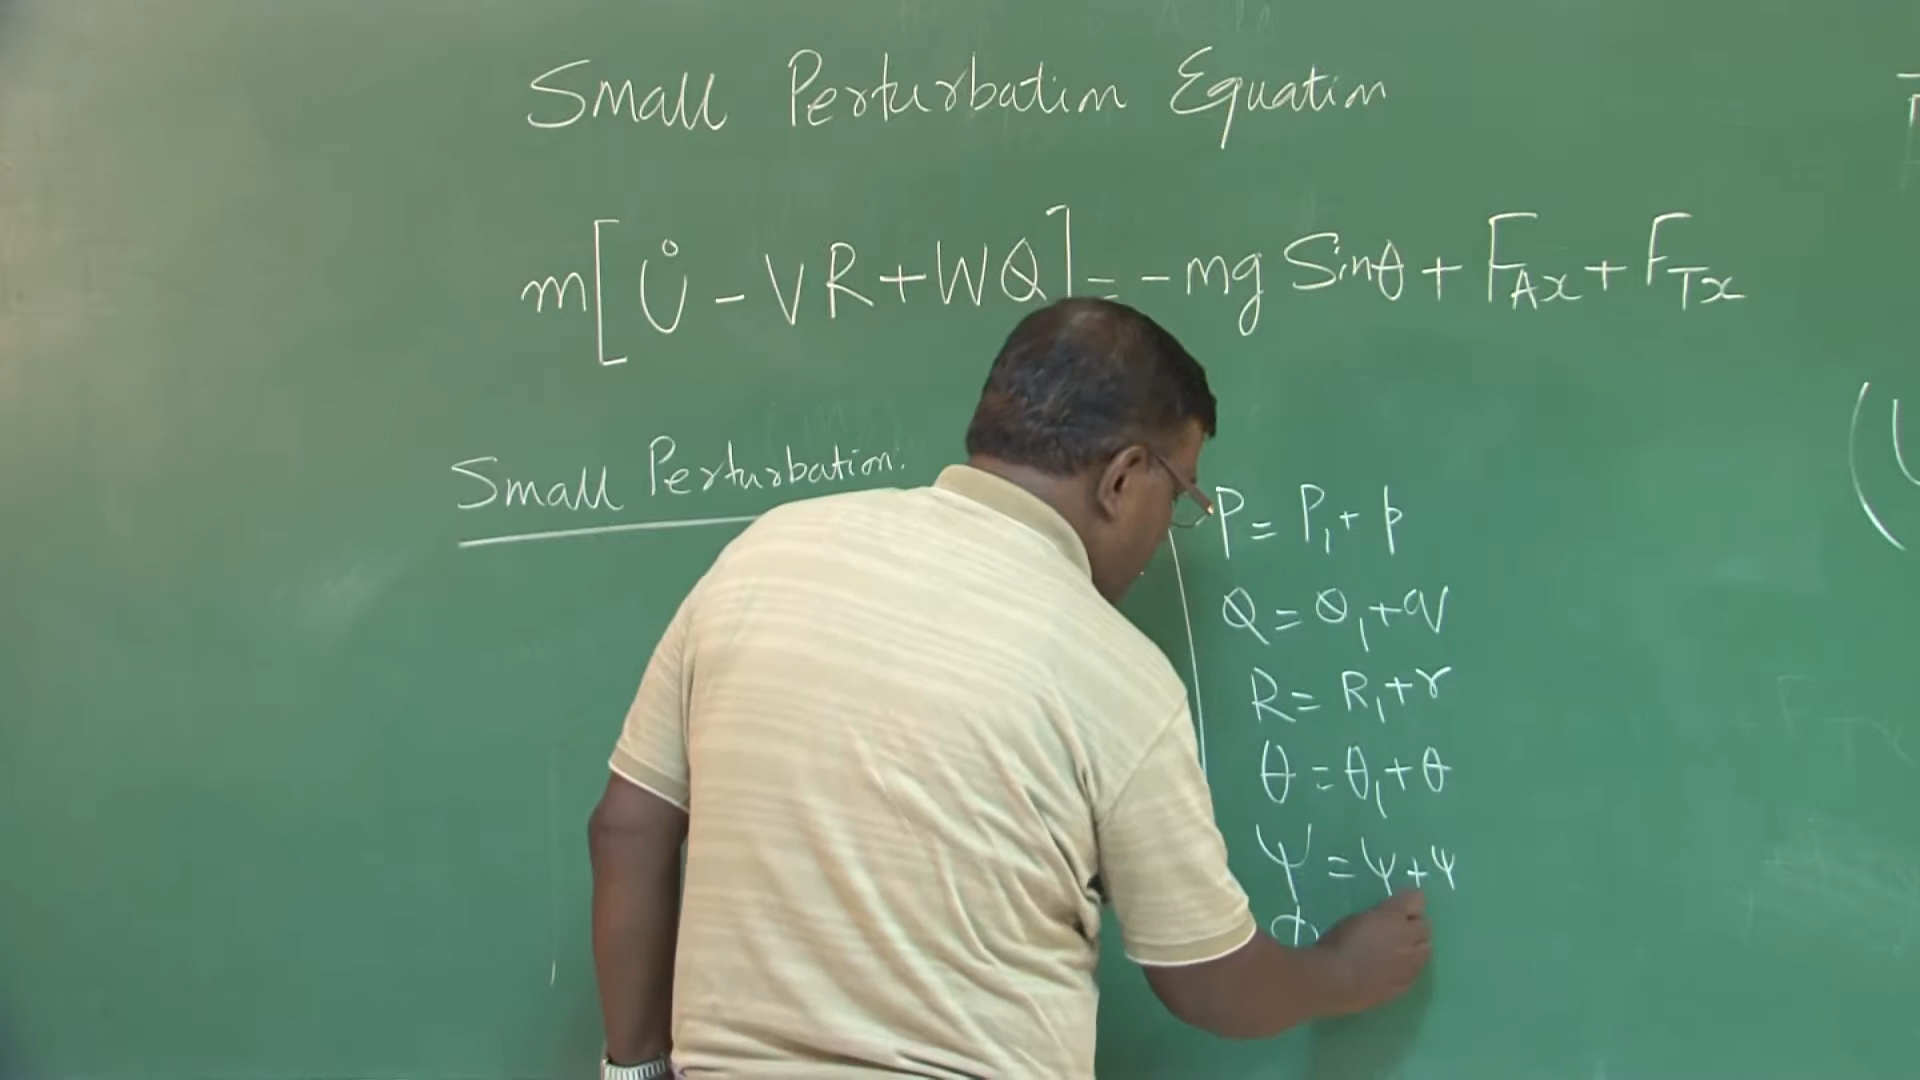 Small Perturbation Equation
m[U̇ - VR + WQ] = -mg Sinθ + F_Ax + F_Tx
Small Perturbation.
P = P₁ + p
Q = Q₁ + q
R = R₁ + r
θ = θ₁ + θ
Ψ = Ψ + ψ
ϕ